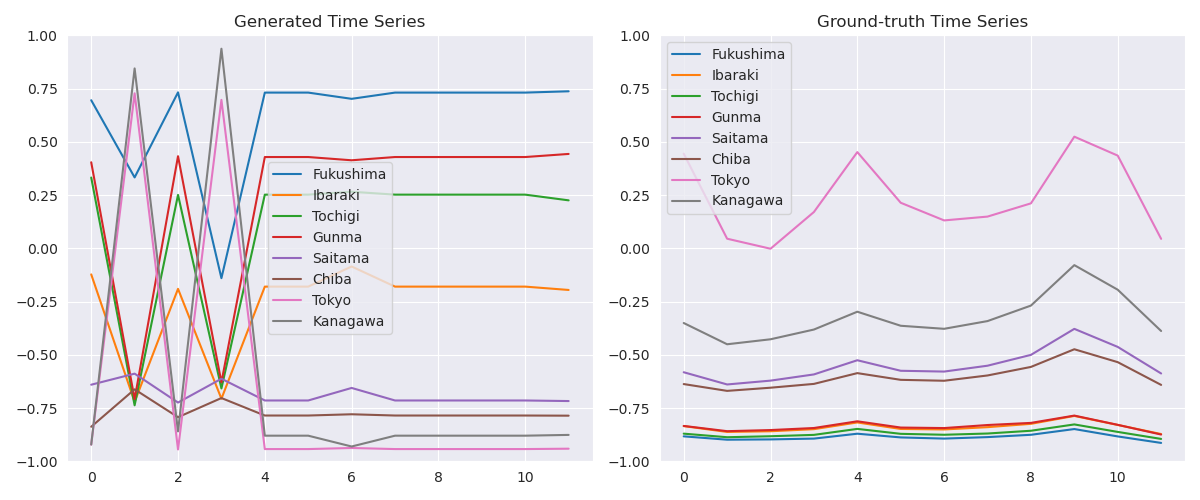 Generated Time Series
1.00
0.75
0.50
0.25
0.00
−0.25
−0.50
−0.75
−1.00
0 2 4 6 8 10
Fukushima
Ibaraki
Tochigi
Gunma
Saitama
Chiba
Tokyo
Kanagawa
Ground-truth Time Series
1.00
0.75
0.50
0.25
0.00
−0.25
−0.50
−0.75
−1.00
0 2 4 6 8 10
Fukushima
Ibaraki
Tochigi
Gunma
Saitama
Chiba
Tokyo
Kanagawa